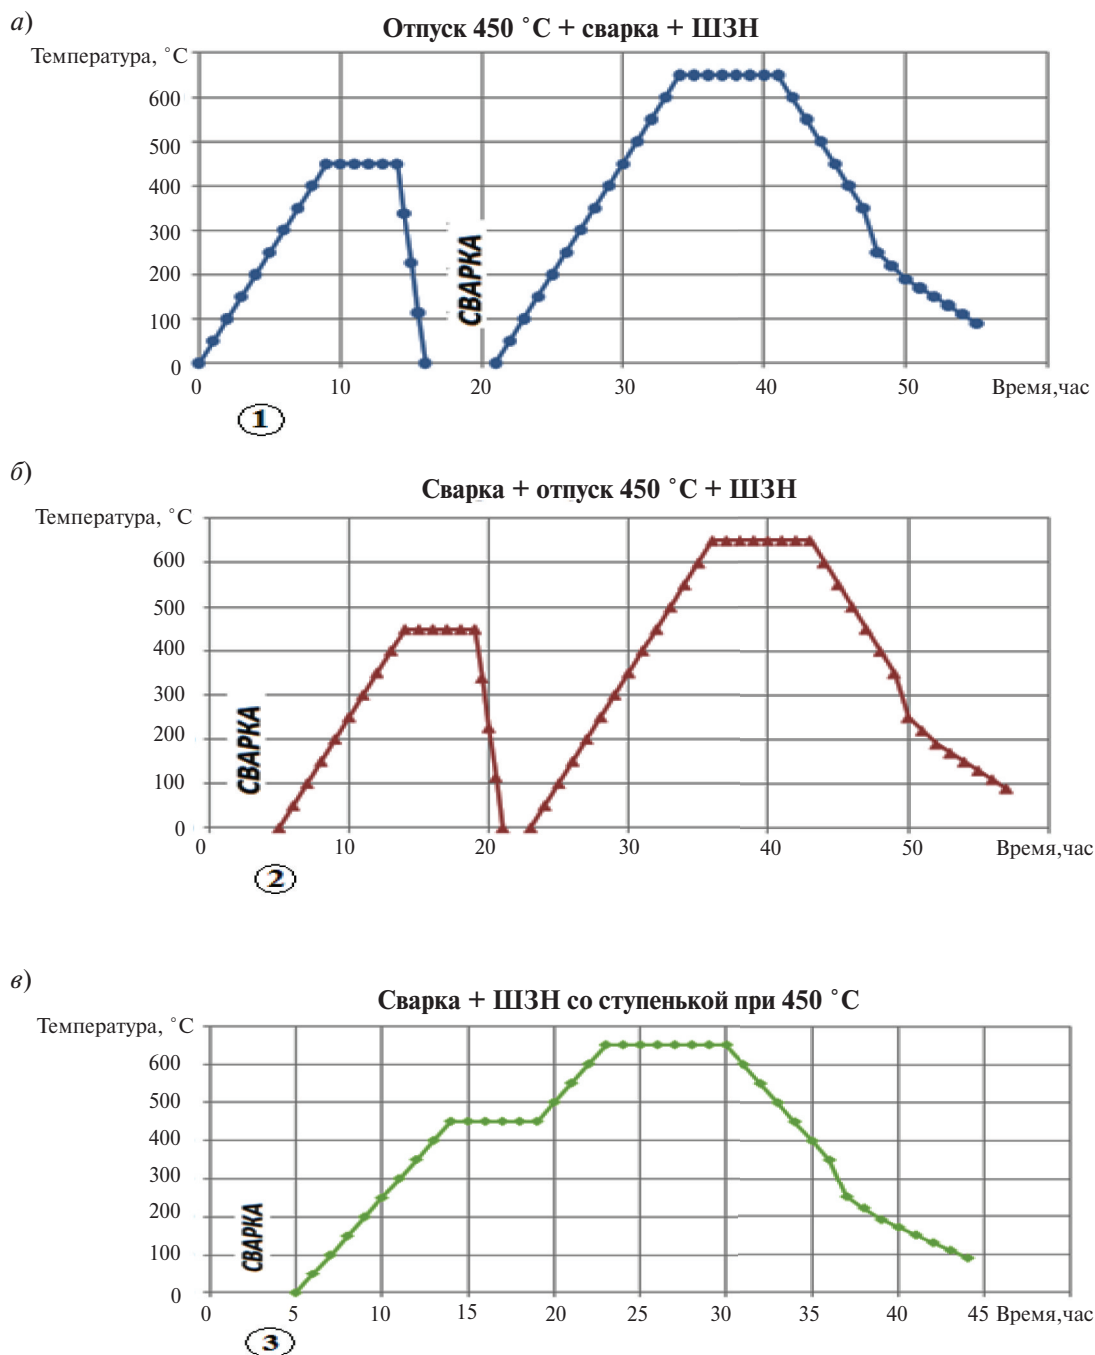 а)
Отпуск 450 °C + сварка + ШЗН
Температура, °C
600
500
400
300
200
100
0
СВАРКА
0 10 20 30 40 50 Время,час
1
б)
Сварка + отпуск 450 °C + ШЗН
Температура, °C
600
500
400
300
200
100
0
СВАРКА
0 10 20 30 40 50 Время,час
2
в)
Сварка + ШЗН со ступенькой при 450 °C
Температура, °C
600
500
400
300
200
100
0
СВАРКА
0 5 10 15 20 25 30 35 40 45 Время,час
3